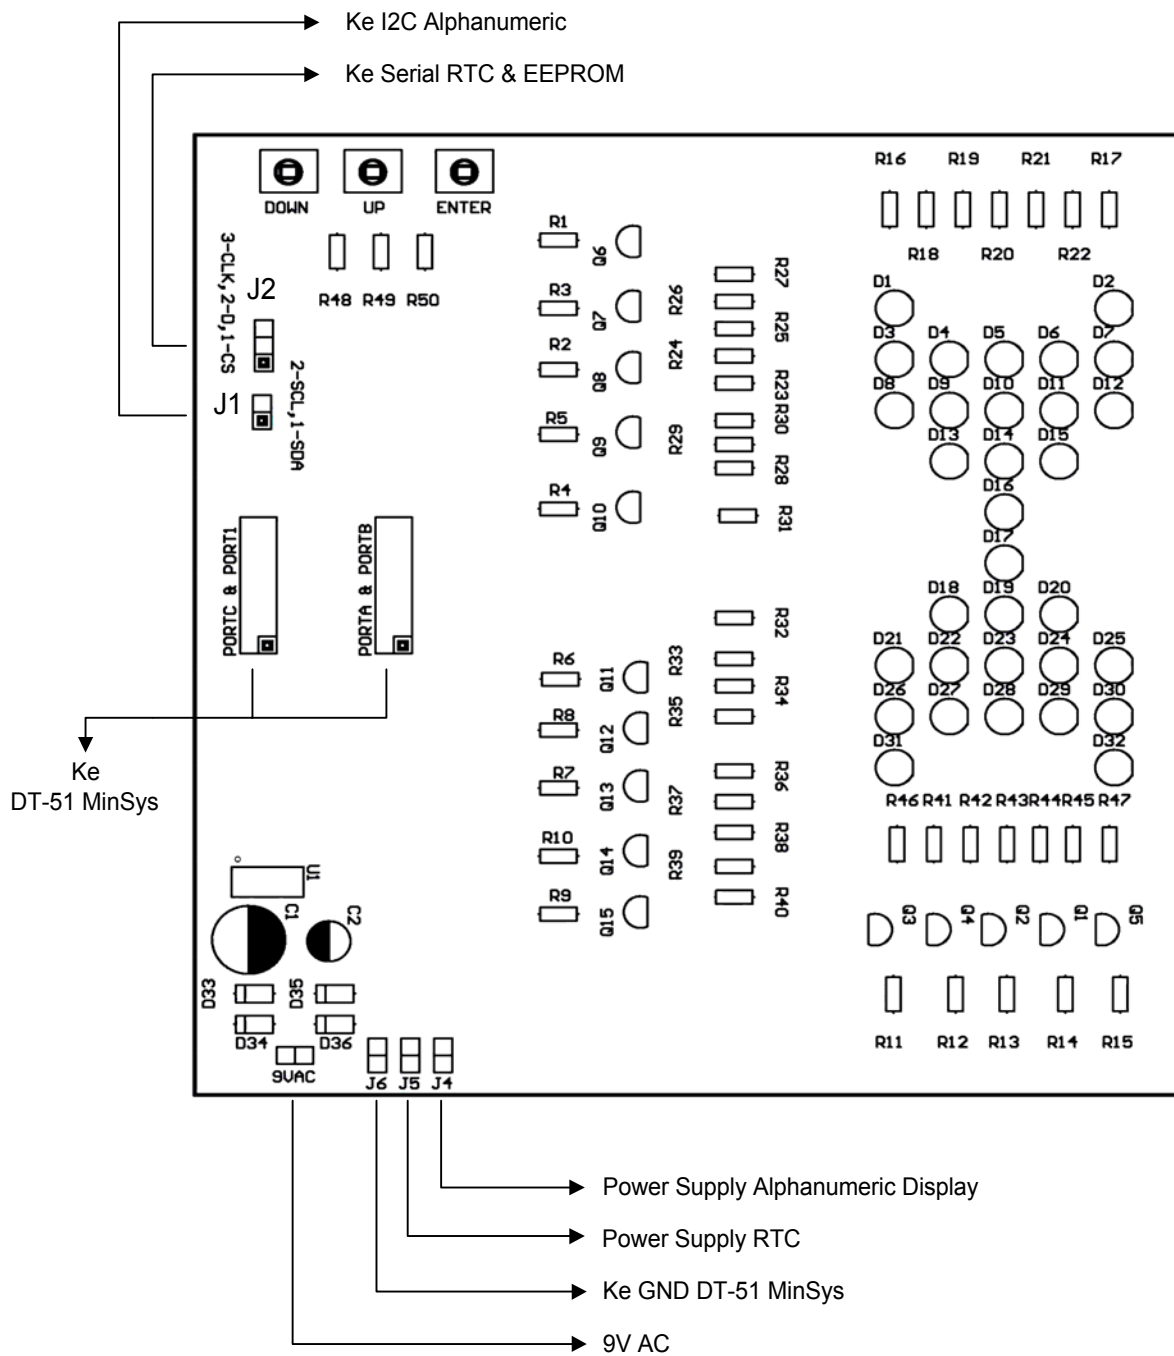 Ke I2C Alphanumeric
Ke Serial RTC & EEPROM
DOWN UP ENTER
R16 R19 R21 R17
R18 R20 R22
3-CLK,2-D,1-CS
J2
R48 R49 R50
J1
2-SCL,1-SDA
R1 Q6
R3 Q7
R2 Q8
R5 Q9
R4 Q10
R27
R26
R25
R24
R23
R30
R29
R28
R31
D1 D2
D3 D4 D5 D6 D7
D8 D9 D10 D11 D12
D13 D14 D15
D16
D17
D18 D19 D20
D21 D22 D23 D24 D25
D26 D27 D28 D29 D30
D31 D32
PORTC & PORT1
PORTA & PORTB
Ke
DT-51 MinSys
R6 Q11
R8 Q12
R7 Q13
R10 Q14
R9 Q15
R32
R33
R34
R35
R36
R37
R38
R39
R40
R46 R41 R42 R43 R44 R45 R47
Q3 Q4 Q2 Q1 Q5
R11 R12 R13 R14 R15
U1
C1 C2
D33 D35
D34 D36
9VAC
J6 J5 J4
Power Supply Alphanumeric Display
Power Supply RTC
Ke GND DT-51 MinSys
9V AC